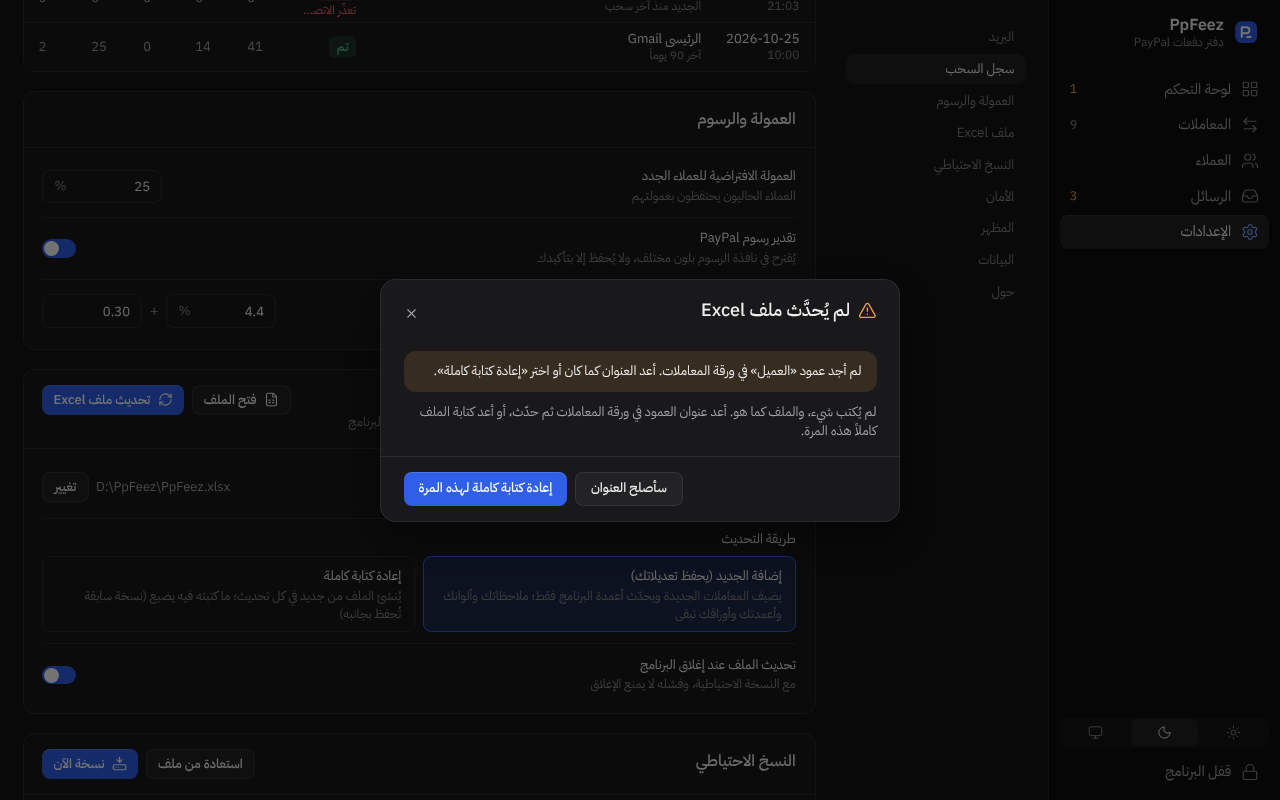 PpFeez
دفتر دفعات PayPal
لوحة التحكم
1
المعاملات
9
العملاء
الرسائل
3
الإعدادات
قفل البرنامج
البريد
سجل السحب
العمولة والرسوم
ملف Excel
النسخ الاحتياطي
الأمان
المظهر
البيانات
حول
21:03
الجديد منذ آخر سحب
تعذّر الاتصـ...
2026-10-25
10:00
الرئيسي Gmail
آخر 90 يوماً
تم
41
14
0
25
2
العمولة والرسوم
العمولة الافتراضية للعملاء الجدد
العملاء الحاليون يحتفظون بعمولتهم
25
%
تقدير رسوم PayPal
يُقترح في نافذة الرسوم بلون مختلف، ولا يُحفظ إلا بتأكيدك
4.4
%
+
0.30
لم يُحدَّث ملف Excel
×
لم أجد عمود «العميل» في ورقة المعاملات. أعد العنوان كما كان أو اختر «إعادة كتابة كاملة».
لم يُكتب شيء، والملف كما هو. أعد عنوان العمود في ورقة المعاملات ثم حدّث، أو أعد كتابة الملف
كاملاً هذه المرة.
سأصلح العنوان
إعادة كتابة كاملة لهذه المرة
فتح الملف
تحديث ملف Excel
D:\PpFeez\PpFeez.xlsx
تغيير
طريقة التحديث
إضافة الجديد (يحفظ تعديلاتك)
يضيف المعاملات الجديدة ويحدّث أعمدة البرنامج فقط؛ ملاحظاتك وألوانك
وأعمدتك وأوراقك تبقى
إعادة كتابة كاملة
يُنشئ الملف من جديد في كل تحديث؛ ما كتبته فيه يضيع (نسخة سابقة
تُحفظ بجانبه)
تحديث الملف عند إغلاق البرنامج
مع النسخة الاحتياطية، وفشله لا يمنع الإغلاق
النسخ الاحتياطي
استعادة من ملف
نسخة الآن